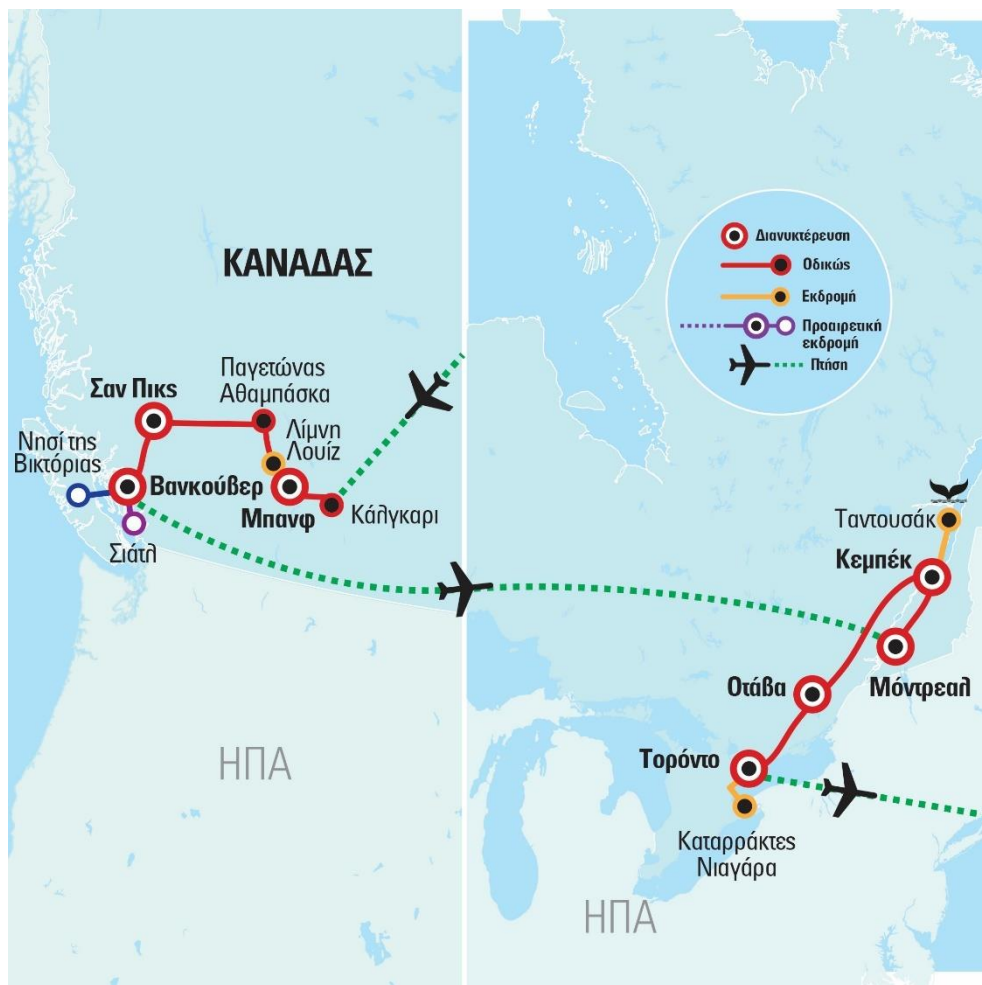 ΚΑΝΑΔΑΣ
Διανυκτέρευση
Οδικώς
Εκδρομή
Προαιρετική
εκδρομή
Πτήση
Παγετώνας
Αθαμπάσκα
Σαν Πικς
Λίμνη
Λουίζ
Νησί της
Βικτόριας
Βανκούβερ
Μπανφ
Κάλγκαρι
Σιάτλ
Ταντουσάκ
Κεμπέκ
Μόντρεαλ
Οτάβα
Τορόντο
Καταρράκτες
Νιαγάρα
ΗΠΑ
ΗΠΑ